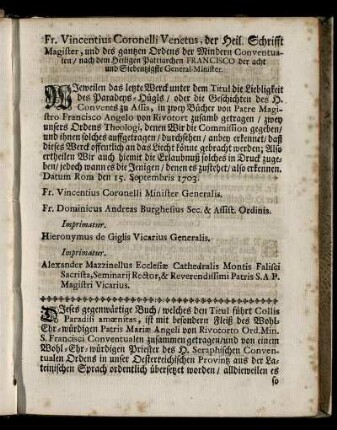 Fr. Vincentius Coronelli Venetus, der Heil. Schrifft
Magister, und des gantzen Ordens der Mindern Conventua-
len / nach dem Heiligen Patriarchen FRANCISCO der acht
und Siebenzigste General-Minister.
Weilen das letzte Werck unter dem Titul die Liebligkeit
des Paradeys-Hügls / oder die Geschichten des H.
Convents zu Assis, in zwey Bücher von Patre Magi-
stro Francisco Angelo von Rivotort zusamb getragen / zwey
unsers Ordens Theologi, denen Wir die Commission gegeben/
und ihnen solches auffgetragen / durchsehen / anbey erkennet / daß
dieses Werck offentlich an das Liecht könne gebracht werden; Also
ertheilen Wir auch hiemit die Erlaubnuß solches in Druck zuge-
ben / jedoch wann es die Jenigen / denen es zustehet / also erkennen.
Datum Rom den 15. Septembris 1703.
Fr. Vincentius Coronelli Minister Generalis.
Fr. Dominicus Andreas Burghesius Sec. & Assist. Ordinis.
Imprimatur.
Hieronymus de Giglis Vicarius Generalis.
Imprimatur.
Alexander Mazzinellus Ecclesiæ Cathedralis Montis Falisci
Sacrista, Seminarij Rector, & Reverendissimi Patris S. A. P.
Magistri Vicarius.
Dieses gegenwärtige Buch / welches den Titul führt Collis
Paradisi amœnitas, ist mit besondern Fleiß des Wohl-
Ehr-würdigen Patris Mariæ Angeli von Rivotorto Ord. Min.
S. Francisci Conventualen zusammen getragen / und von einem
Wohl-Ehr-würdigen Priester des H. Seraphischen Conven-
tualen Ordens in unser Oesterreichischen Provintz aus der La-
teinischen Sprach ordentlich übersetzt worden / alldieweilen es
so